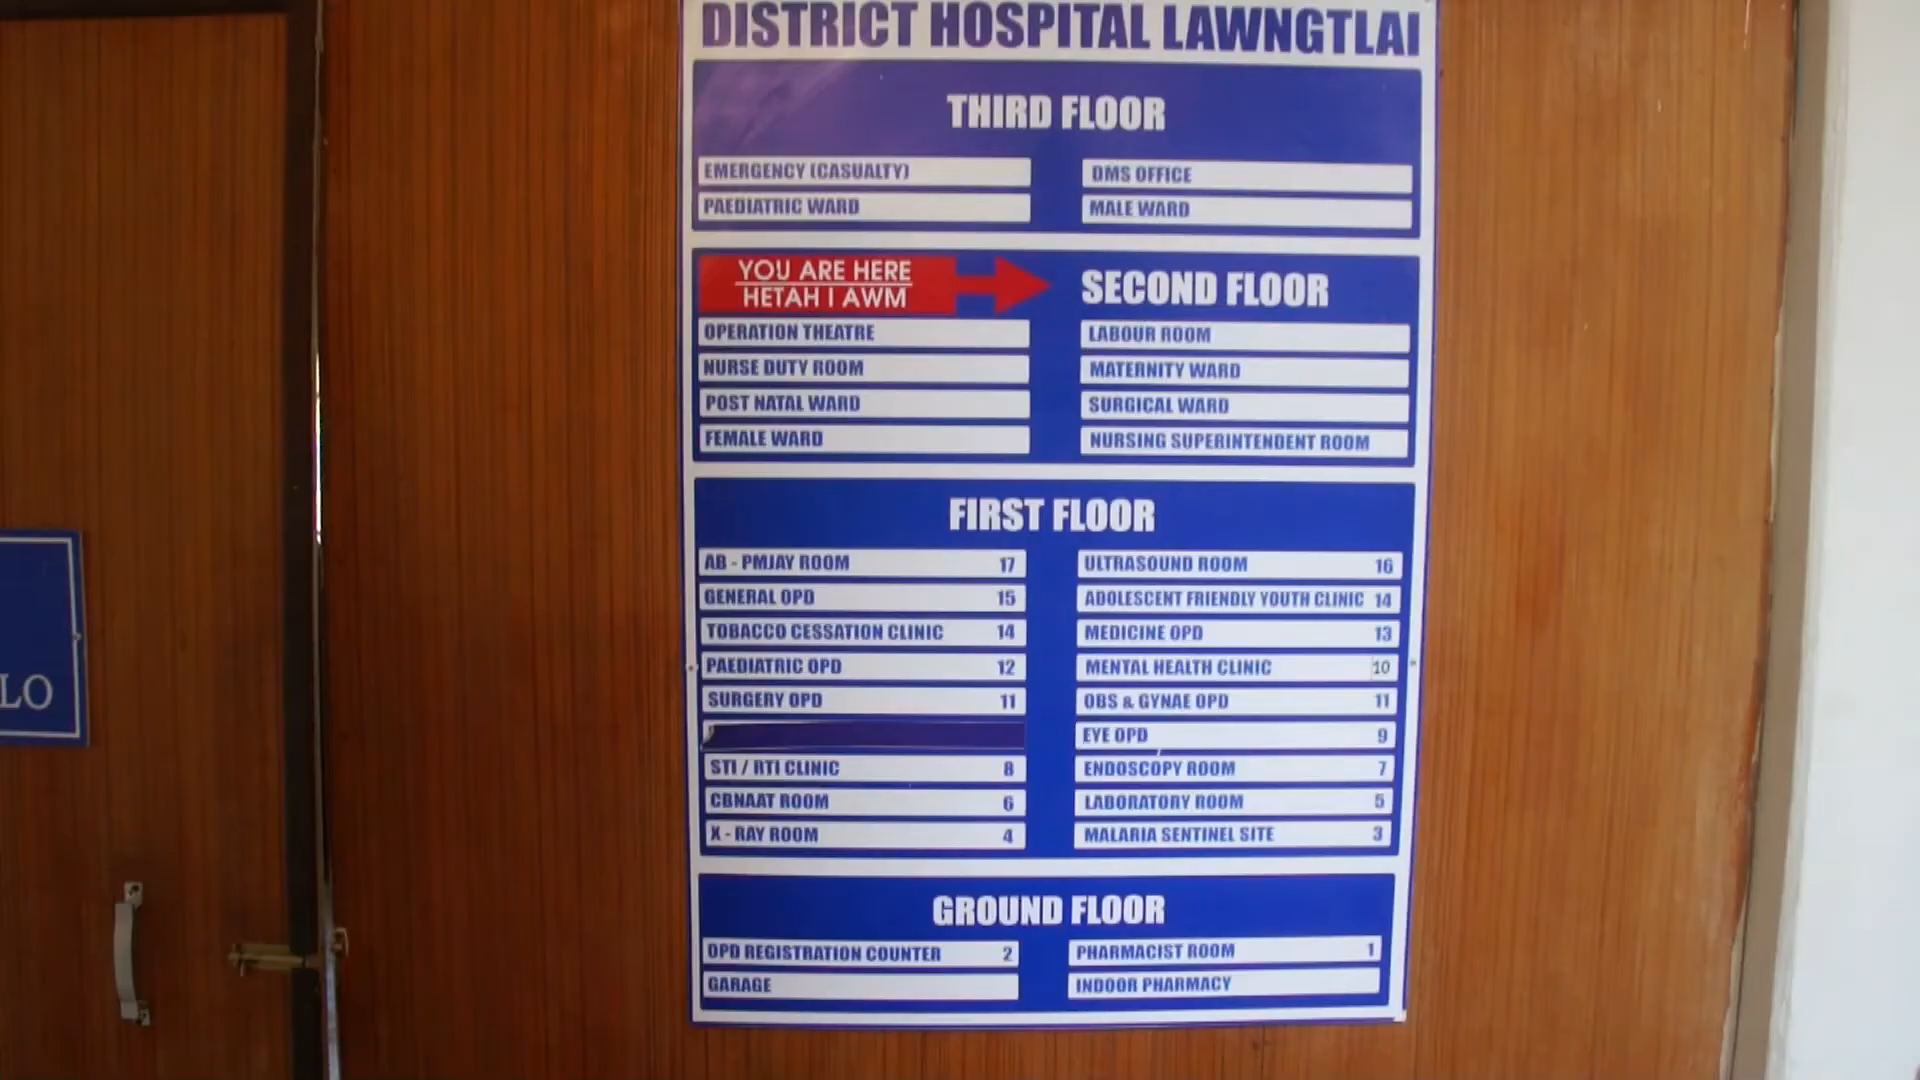 DISTRICT HOSPITAL LAWNGTLAI
THIRD FLOOR
EMERGENCY (CASUALTY)
DMS OFFICE
PAEDIATRIC WARD
MALE WARD
YOU ARE HERE
HETAH I AWM
SECOND FLOOR
OPERATION THEATRE
LABOUR ROOM
NURSE DUTY ROOM
MATERNITY WARD
POST NATAL WARD
SURGICAL WARD
FEMALE WARD
NURSING SUPERINTENDENT ROOM
FIRST FLOOR
AB - PMJAY ROOM 17
ULTRASOUND ROOM 16
GENERAL OPD 15
ADOLESCENT FRIENDLY YOUTH CLINIC 14
TOBACCO CESSATION CLINIC 14
MEDICINE OPD 13
PAEDIATRIC OPD 12
MENTAL HEALTH CLINIC 10
SURGERY OPD 11
OBS & GYNAE OPD 11
EYE OPD 9
STI / RTI CLINIC 8
ENDOSCOPY ROOM 7
CBNAAT ROOM 6
LABORATORY ROOM 5
X - RAY ROOM 4
MALARIA SENTINEL SITE 3
GROUND FLOOR
OPD REGISTRATION COUNTER 2
PHARMACIST ROOM 1
GARAGE
INDOOR PHARMACY
LO